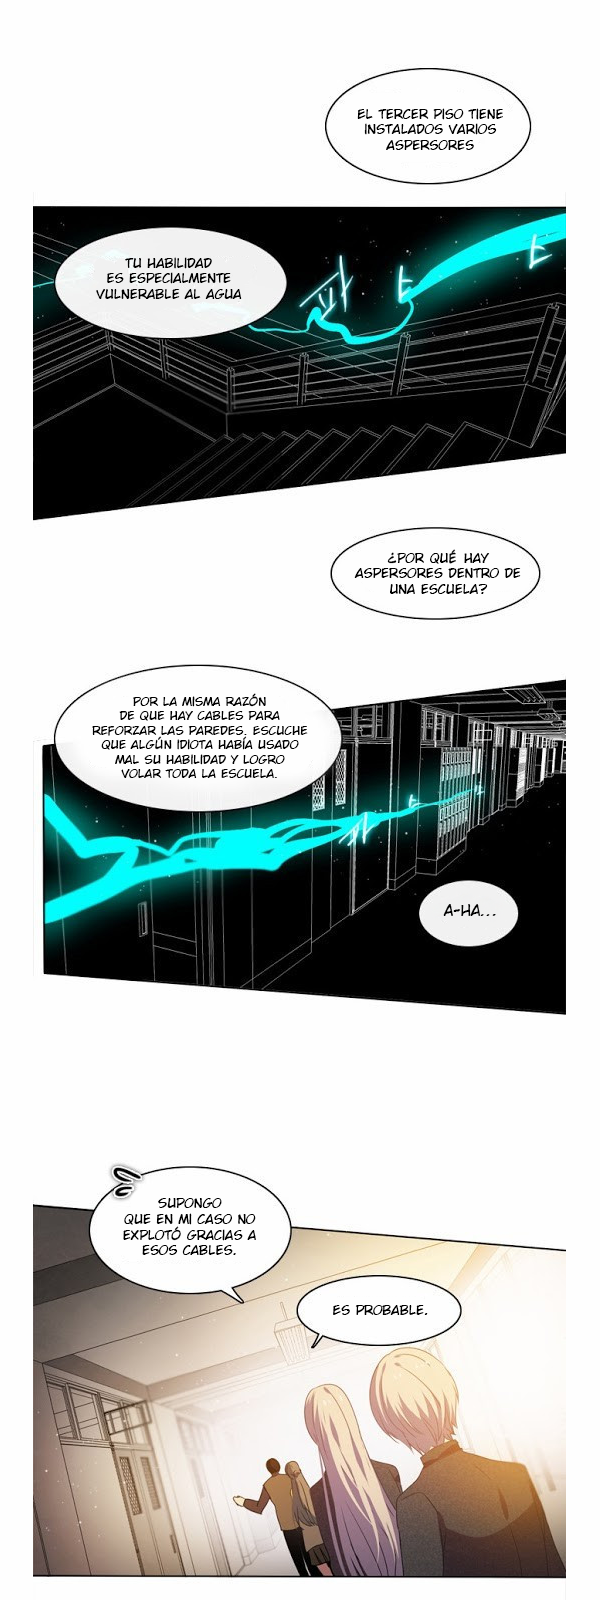 EL TERCER PISO TIENE
INSTALADOS VARIOS
ASPERSORES
TU HABILIDAD
ES ESPECIALMENTE
VULNERABLE AL AGUA
¿POR QUÉ HAY
ASPERSORES DENTRO DE
UNA ESCUELA?
POR LA MISMA RAZÓN
DE QUE HAY CABLES PARA
REFORZAR LAS PAREDES. ESCUCHE
QUE ALGÚN IDIOTA HABÍA USADO
MAL SU HABILIDAD Y LOGRO
VOLAR TODA LA ESCUELA.
A-HA...
SUPONGO
QUE EN MI CASO NO
EXPLOTÓ GRACIAS A
ESOS CABLES.
ES PROBABLE.